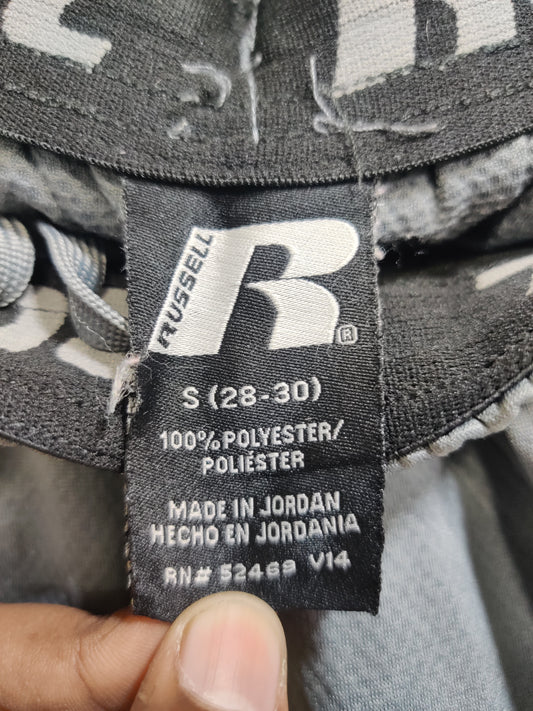 RUSSELL
R®
S (28-30)
100% POLYESTER/
POLIÉSTER
MADE IN JORDAN
HECHO EN JORDANIA
RN# 52469 V14